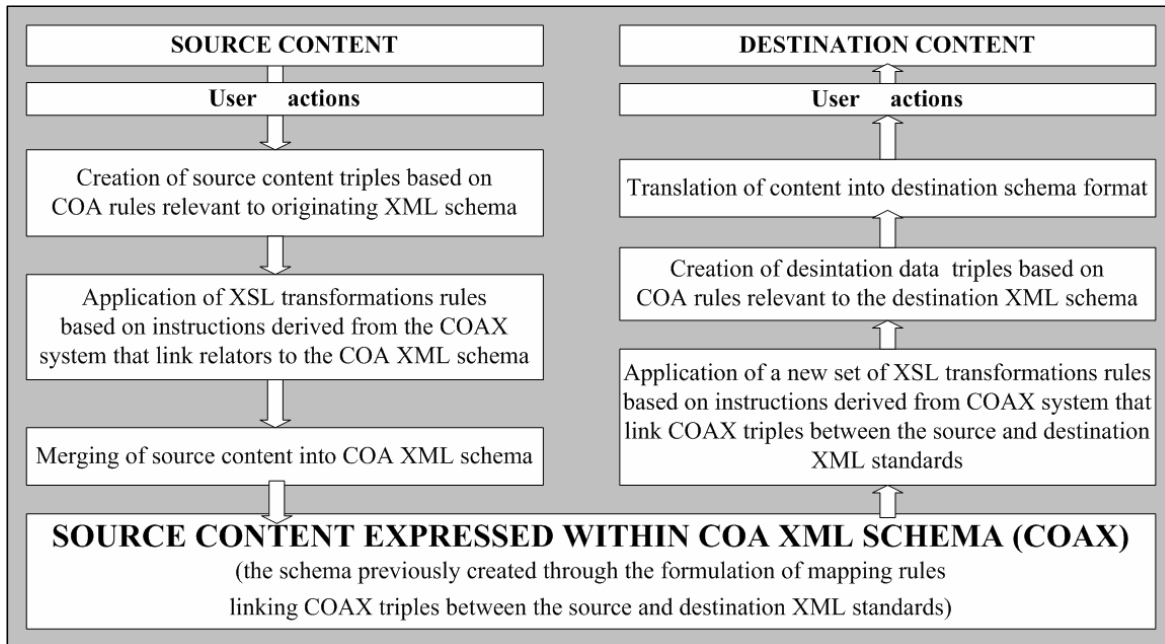 SOURCE CONTENT
User actions
Creation of source content triples based on
COA rules relevant to originating XML schema
Application of XSL transformations rules
based on instructions derived from the COAX
system that link relators to the COA XML schema
Merging of source content into COA XML schema
DESTINATION CONTENT
User actions
Translation of content into destination schema format
Creation of desintation data triples based on
COA rules relevant to the destination XML schema
Application of a new set of XSL transformations rules
based on instructions derived from COAX system that
link COAX triples between the source and destination
XML standards
SOURCE CONTENT EXPRESSED WITHIN COA XML SCHEMA (COAX)
(the schema previously created through the formulation of mapping rules
linking COAX triples between the source and destination XML standards)